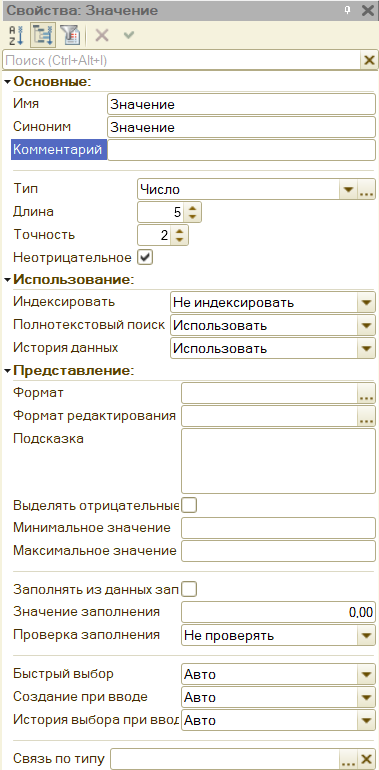 Свойства: Значение
Поиск (Ctrl+Alt+I)
Основные:
Имя Значение
Синоним Значение
Комментарий
Тип Число
Длина 5
Точность 2
Неотрицательное
Использование:
Индексировать Не индексировать
Полнотекстовый поиск Использовать
История данных Использовать
Представление:
Формат
Формат редактирования
Подсказка
Выделять отрицательные
Минимальное значение
Максимальное значение
Заполнять из данных зап
Значение заполнения 0,00
Проверка заполнения Не проверять
Быстрый выбор Авто
Создание при вводе Авто
История выбора при ввод Авто
Связь по типу